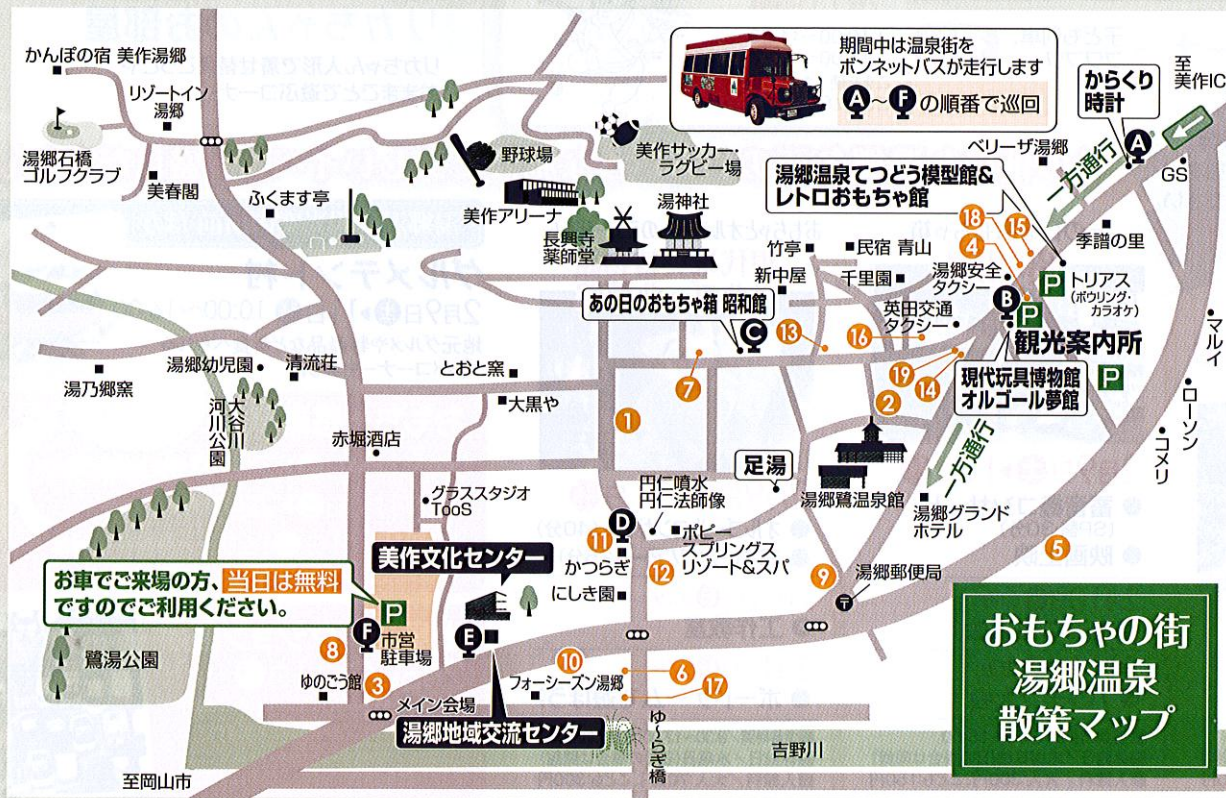 期間中は温泉街を
ボンネットバスが走行します
A～Fの順番で巡回
至
美作IC
からくり
時計
A
GS
一方通行
ベリーザ湯郷
かんぽの宿 美作湯郷
リゾートイン
湯郷
湯郷石橋
ゴルフクラブ
美春閣
ふくます亭
野球場
美作サッカー・
ラグビー場
美作アリーナ
長興寺
薬師堂
湯神社
湯郷温泉てつどう模型館&
レトロおもちゃ館
18
15
4
季譜の里
竹亭
民宿 青山
新中屋
千里園
湯郷安全
タクシー
P
トリアス
(ボウリング・
カラオケ)
B
P
英田交通
タクシー
観光案内所
マルイ
あの日のおもちゃ箱 昭和館
C
13
16
7
19
14
2
現代玩具博物館
オルゴール夢館
P
ローソン
コメリ
湯乃郷窯
湯郷幼児園
清流荘
とおと窯
大黒や
大谷川
河川公園
赤堀酒店
1
一方通行
足湯
湯郷鷺温泉館
湯郷グランド
ホテル
グラススタジオ
TooS
円仁噴水
円仁法師像
D
11
かつらぎ
にしき園
ポピー
スプリングス
リゾート&スパ
12
9
湯郷郵便局
〒
5
美作文化センター
お車でご来場の方、当日は無料
ですのでご利用ください。
P
F
市営
駐車場
E
8
鷺湯公園
ゆのごう館
3
メイン会場
湯郷地域交流センター
10
フォーシーズン湯郷
6
17
ゆ～らぎ橋
吉野川
至岡山市
おもちゃの街
湯郷温泉
散策マップ